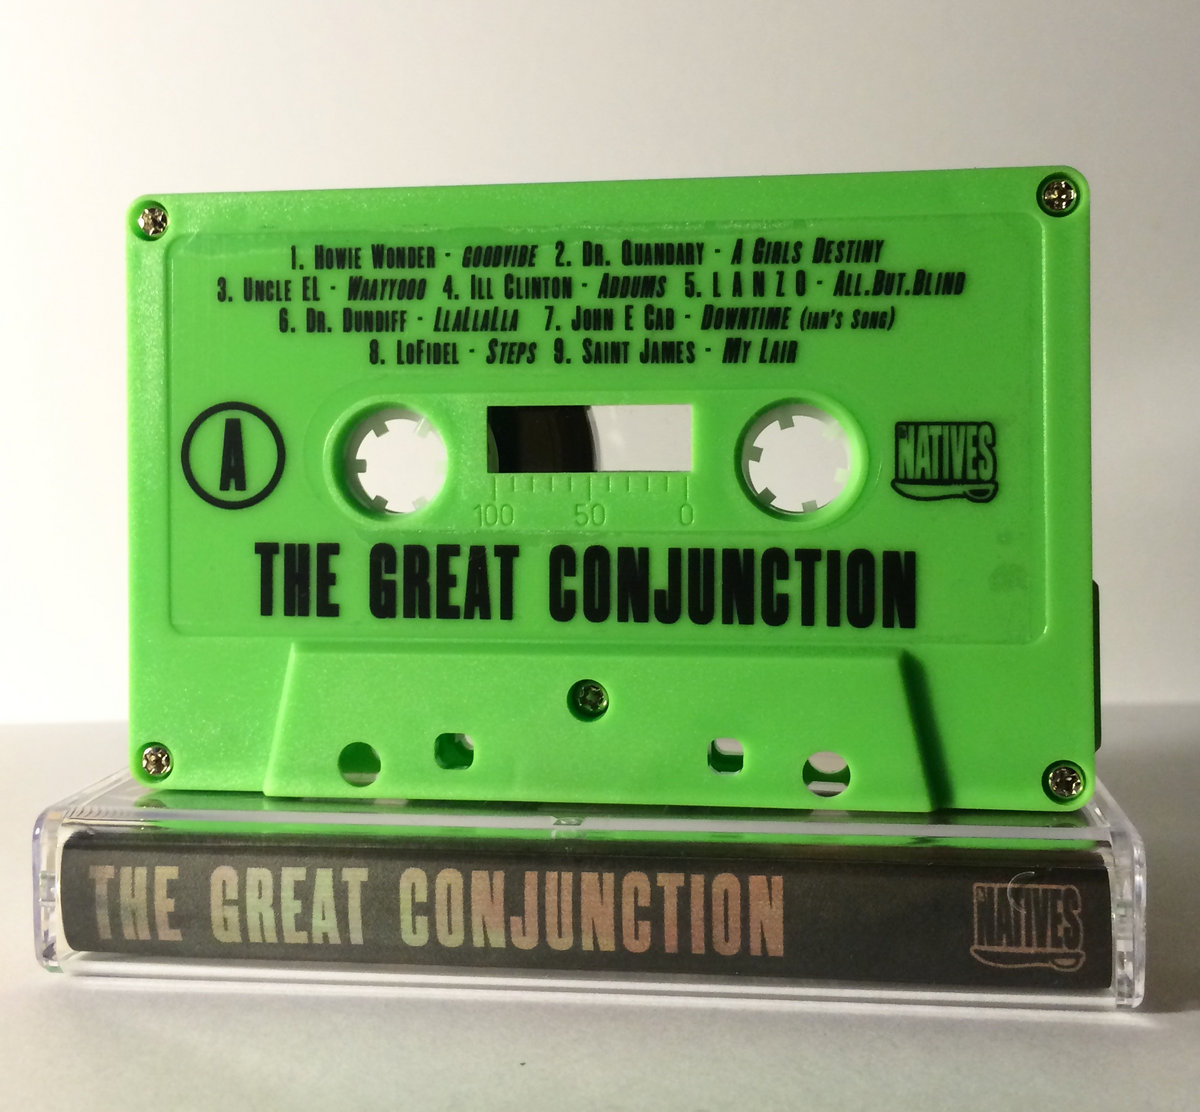 1. Howie Wonder - goodvibe 2. Dr. Quandary - A Girls Destiny
3. Uncle EL - Waayyooo 4. Ill Clinton - Addums 5. L A N Z O - All.But.Blind
6. Dr. Dundiff - LlaLlaLla 7. John E Cab - Downtime (ian's Song)
8. LoFidel - Steps 9. Saint James - My Lair
A
NATIVES
100 50 0
THE GREAT CONJUNCTION
THE GREAT CONJUNCTION
NATIVES